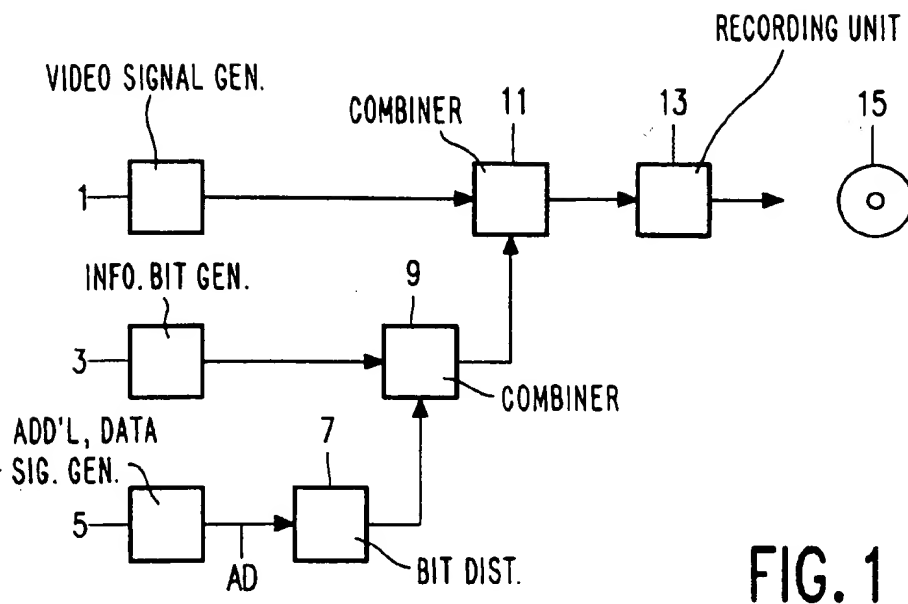 RECORDING UNIT
VIDEO SIGNAL GEN.
COMBINER
11
13
15
1
INFO. BIT GEN.
9
3
COMBINER
ADD'L, DATA
SIG. GEN.
7
5
AD
BIT DIST.
FIG. 1